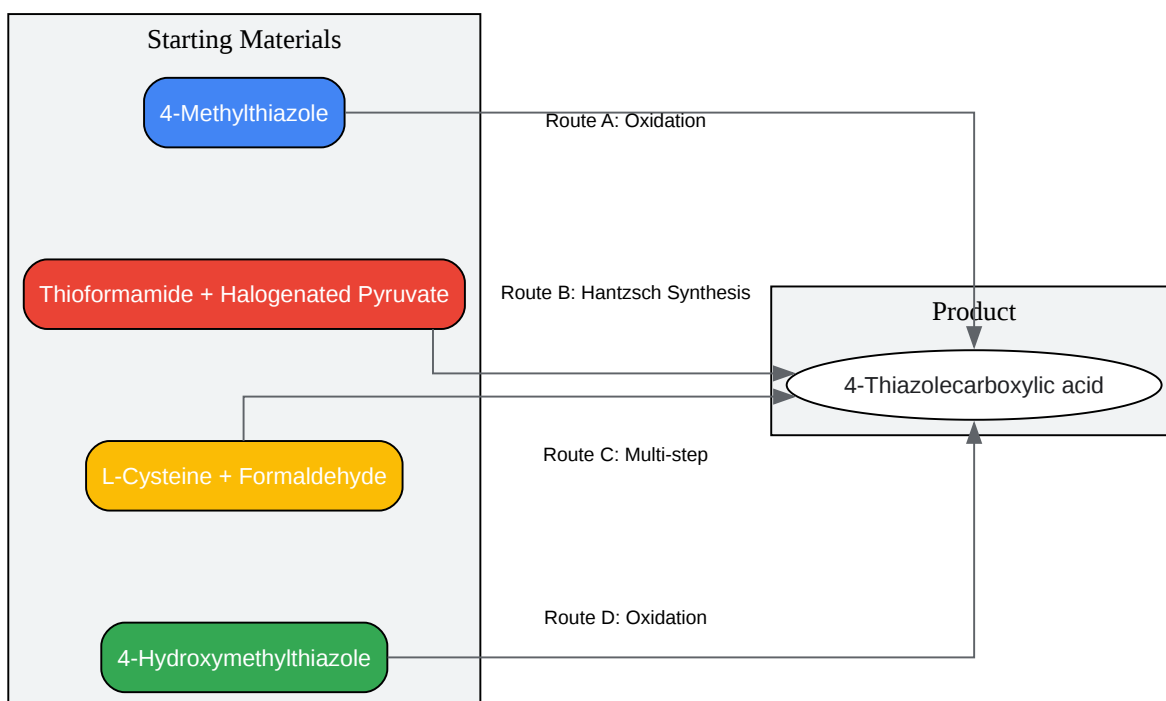 Starting Materials
4-Methylthiazole
Route A: Oxidation
Thioformamide + Halogenated Pyruvate
Route B: Hantzsch Synthesis
Product
4-Thiazolecarboxylic acid
L-Cysteine + Formaldehyde
Route C: Multi-step
4-Hydroxymethylthiazole
Route D: Oxidation